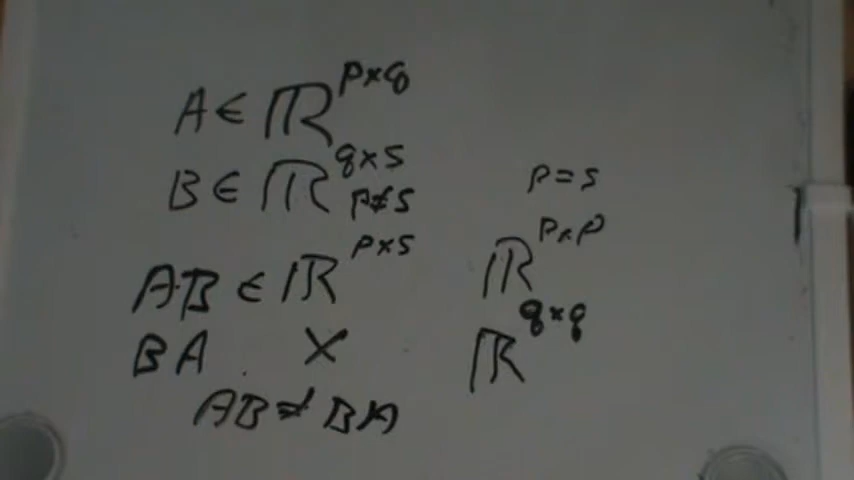 A ∈ ℝ^{p×q}
B ∈ ℝ^{q×s}
p≠s
AB ∈ ℝ^{p×s}
BA ×
AB ≠ BA
p=s
ℝ^{p×p}
ℝ^{q×q}